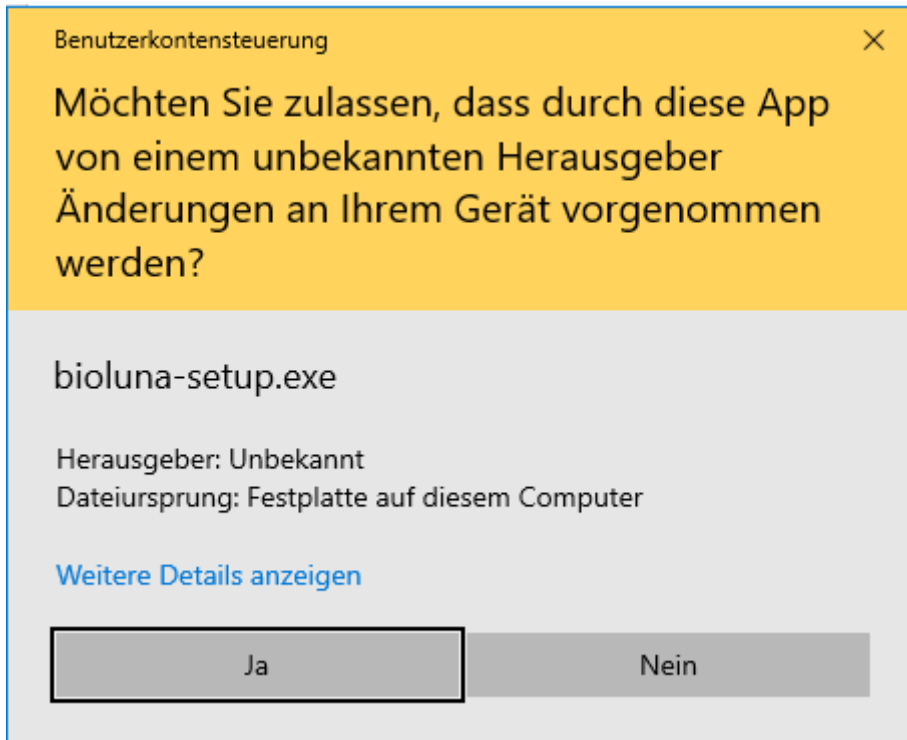 Benutzerkontensteuerung
Möchten Sie zulassen, dass durch diese App
von einem unbekannten Herausgeber
Änderungen an Ihrem Gerät vorgenommen
werden?
bioluna-setup.exe
Herausgeber: Unbekannt
Dateiursprung: Festplatte auf diesem Computer
Weitere Details anzeigen
Ja
Nein